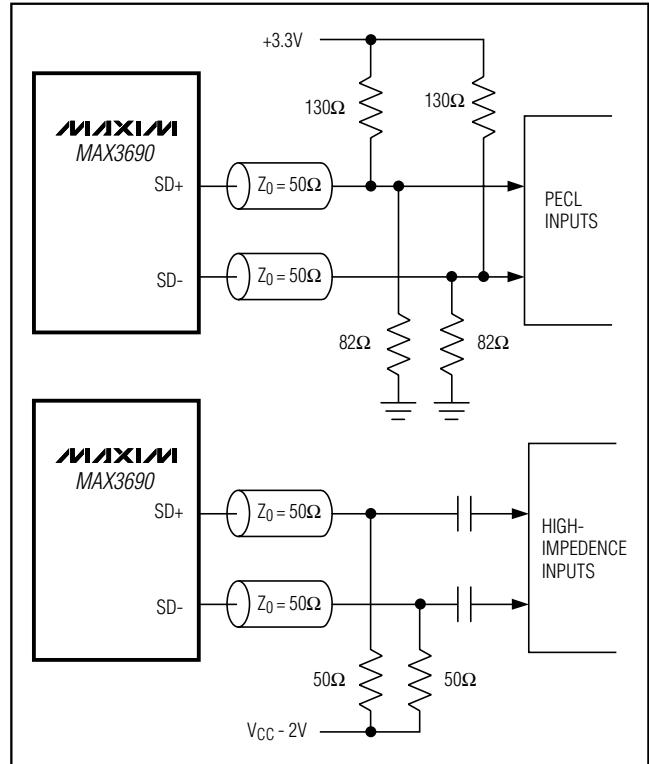 +3.3V
130Ω
130Ω
MAXIM
MAX3690
SD+
Z0 = 50Ω
PECL
INPUTS
SD-
Z0 = 50Ω
82Ω
82Ω
MAXIM
MAX3690
SD+
Z0 = 50Ω
HIGH-
IMPEDENCE
INPUTS
SD-
Z0 = 50Ω
50Ω
50Ω
VCC - 2V